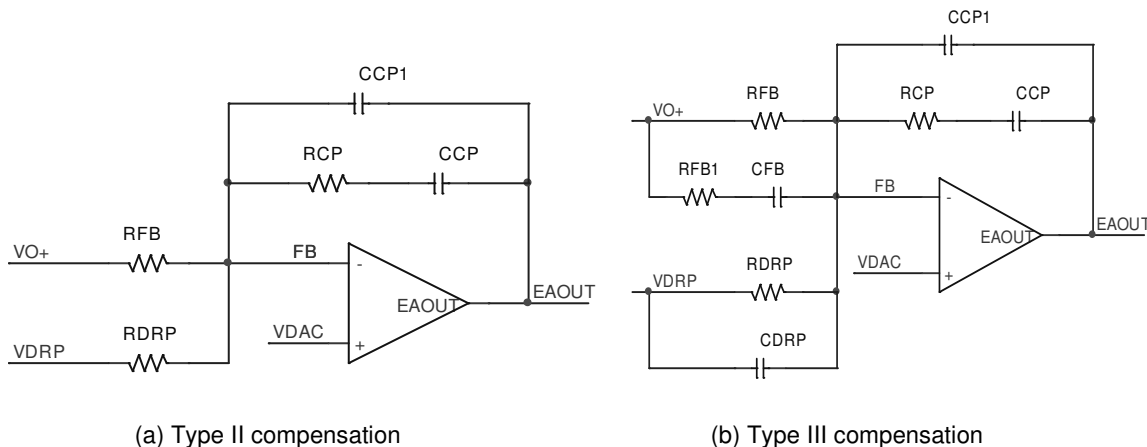 CCP1
RCP CCP
RFB
VO+ FB -
EAOUT EAOUT
RDRP VDAC
VDRP +
(a) Type II compensation
CCP1
RFB RCP CCP
VO+
RFB1 CFB
FB -
EAOUT EAOUT
RDRP VDAC
VDRP +
CDRP
(b) Type III compensation